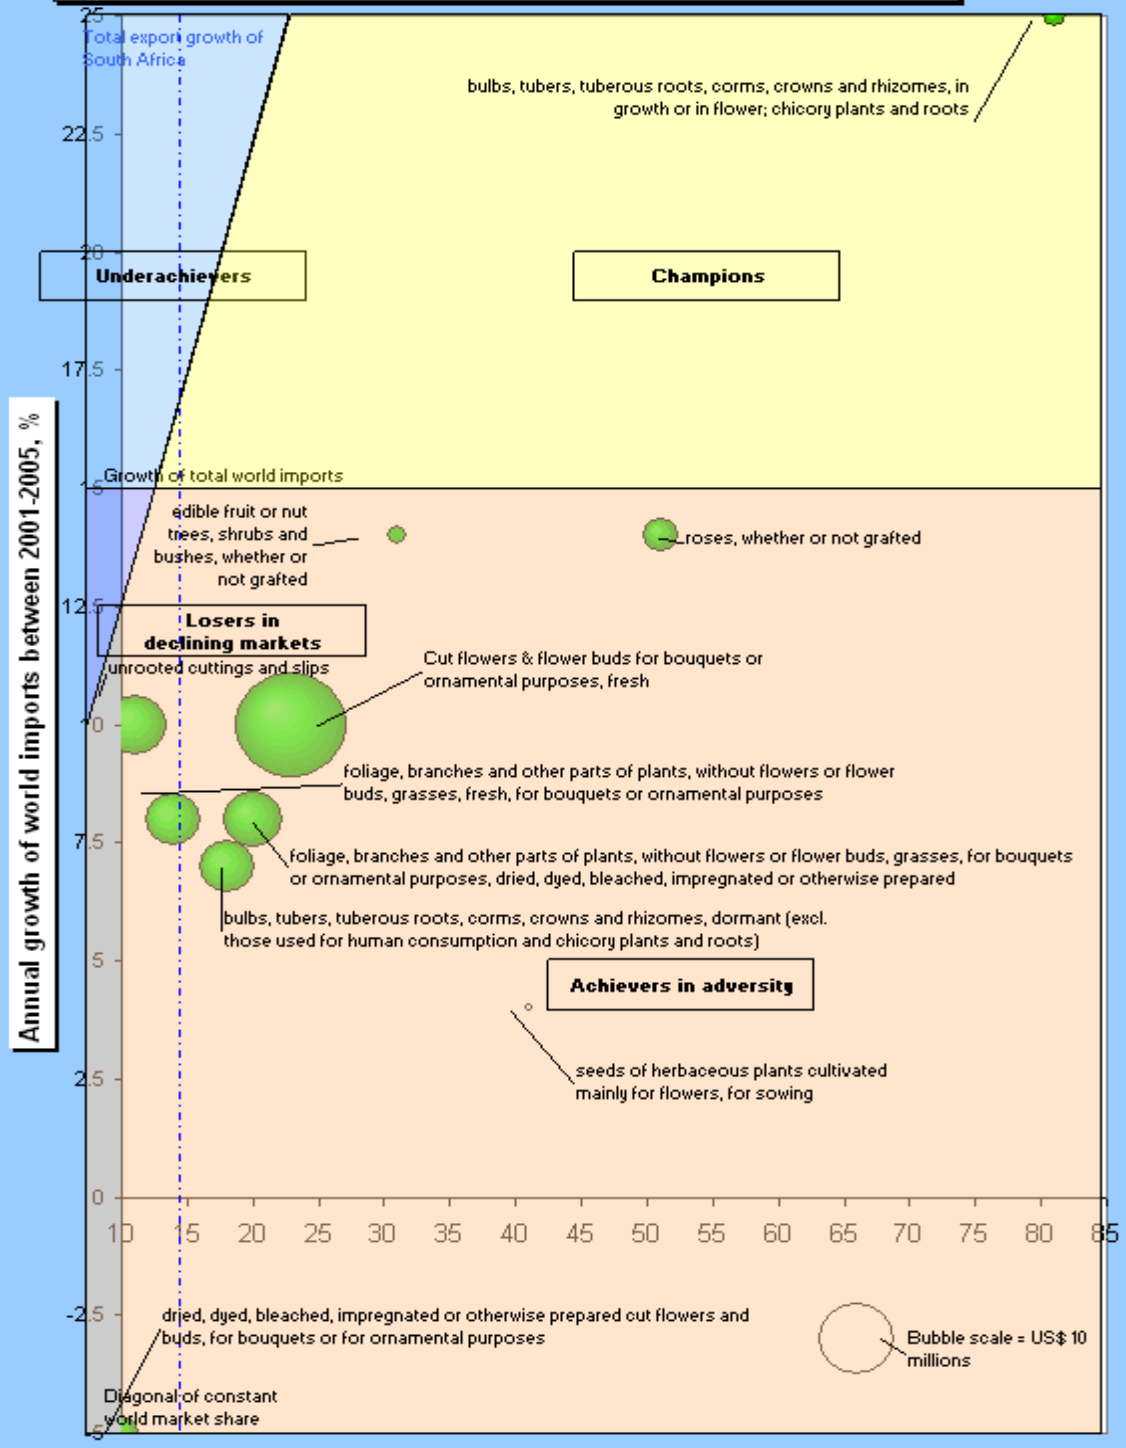 25
Total export growth of
South Africa
bulbs, tubers, tuberous roots, corms, crowns and rhizomes, in
growth or in flower; chicory plants and roots
22.5
20
Underachievers
Champions
17.5
Annual growth of world imports between 2001-2005, %
Growth of total world imports
15
edible fruit or nut
trees, shrubs and
bushes, whether or
not grafted
roses, whether or not grafted
12.5
Losers in
declining markets
unrooted cuttings and slips
Cut flowers & flower buds for bouquets or
ornamental purposes, fresh
10
foliage, branches and other parts of plants, without flowers or flower
buds, grasses, fresh, for bouquets or ornamental purposes
7.5
foliage, branches and other parts of plants, without flowers or flower buds, grasses, for bouquets
or ornamental purposes, dried, dyed, bleached, impregnated or otherwise prepared
bulbs, tubers, tuberous roots, corms, crowns and rhizomes, dormant (excl.
those used for human consumption and chicory plants and roots)
5
Achievers in adversity
2.5
seeds of herbaceous plants cultivated
mainly for flowers, for sowing
0
10 15 20 25 30 35 40 45 50 55 60 65 70 75 80 85
-2.5
dried, dyed, bleached, impregnated or otherwise prepared cut flowers and
buds, for bouquets or for ornamental purposes
Bubble scale = US$ 10
millions
Diagonal of constant
world market share
-5